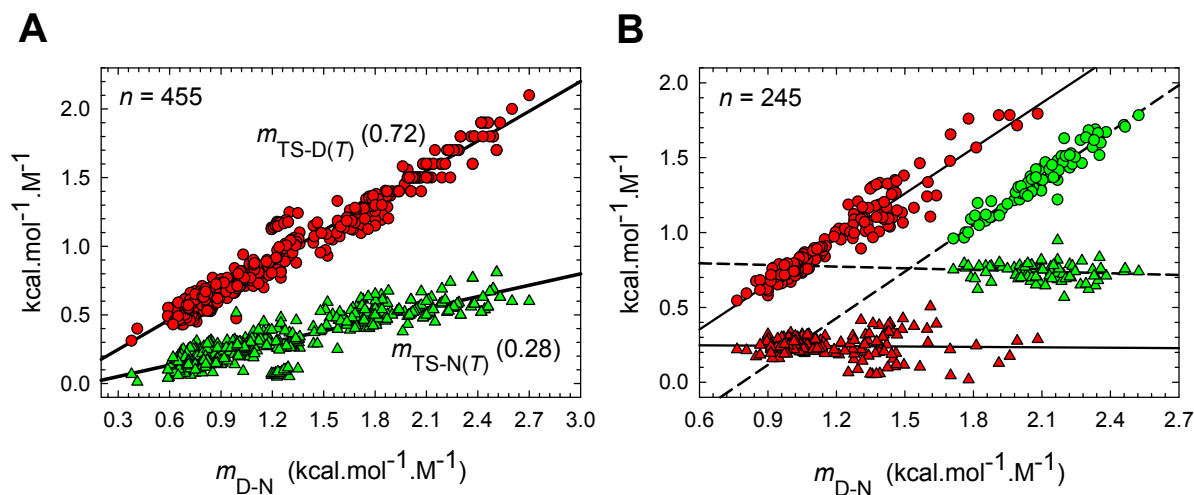 A
n = 455
m_TS-D(T) (0.72)
m_TS-N(T) (0.28)
kcal.mol⁻¹.M⁻¹
2.0
1.5
1.0
0.5
0.0
0.3 0.6 0.9 1.2 1.5 1.8 2.1 2.4 2.7 3.0
m_D-N (kcal.mol⁻¹.M⁻¹)
B
n = 245
kcal.mol⁻¹.M⁻¹
2.0
1.5
1.0
0.5
0.0
0.6 0.9 1.2 1.5 1.8 2.1 2.4 2.7
m_D-N (kcal.mol⁻¹.M⁻¹)